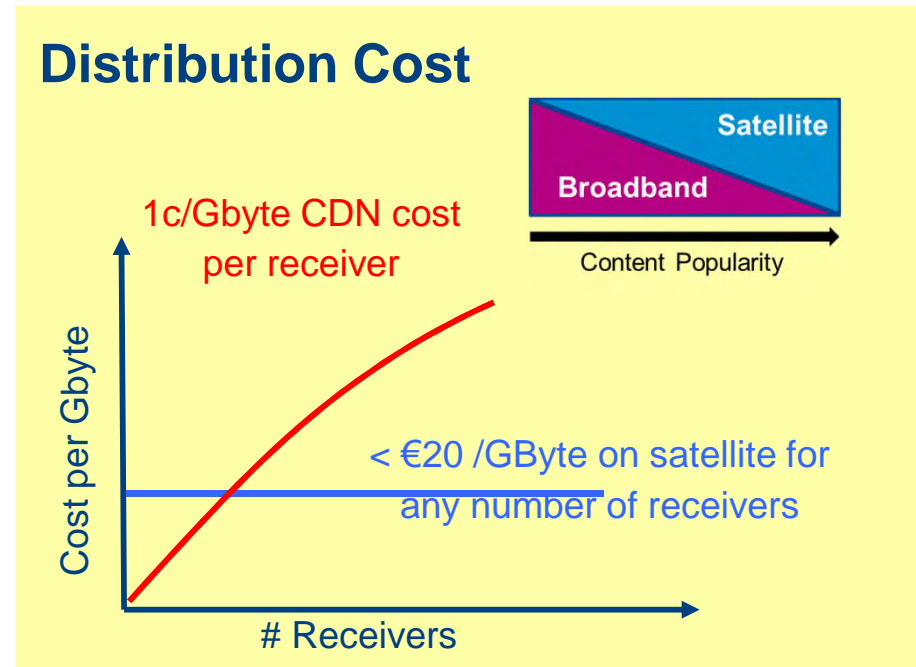 Distribution Cost
Satellite
Broadband
Content Popularity
1c/Gbyte CDN cost
per receiver
Cost per Gbyte
< €20 /GByte on satellite for
any number of receivers
# Receivers